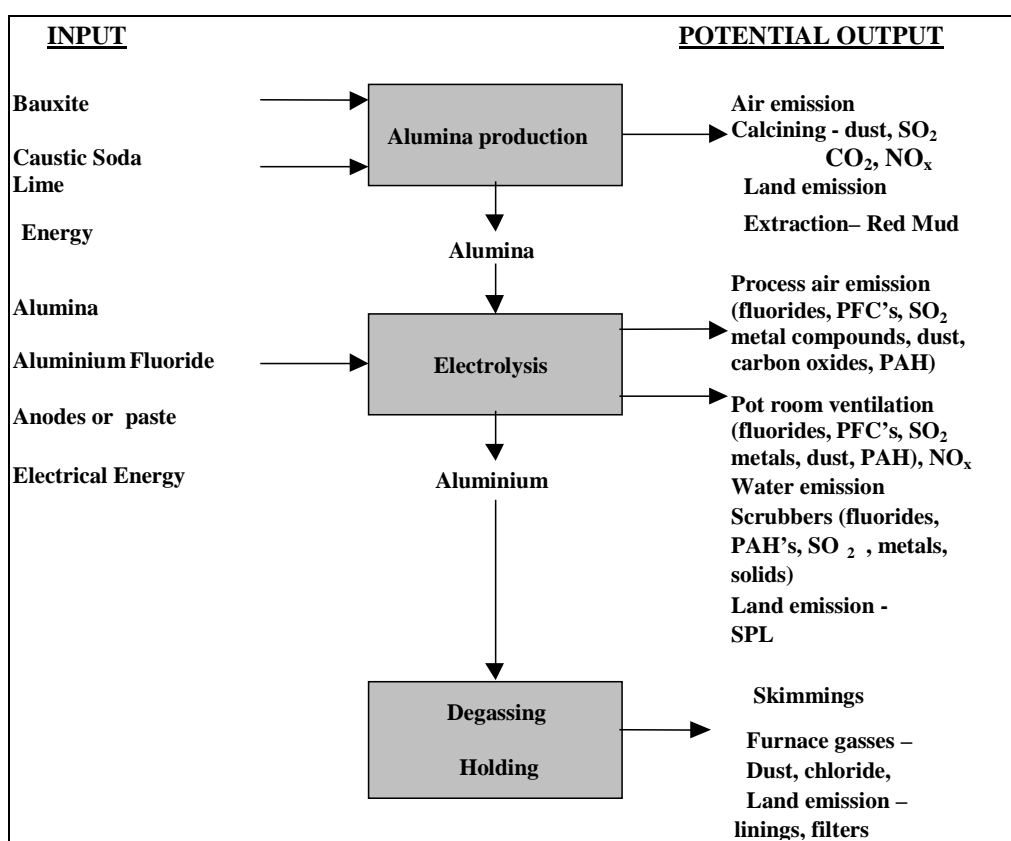 INPUT
POTENTIAL OUTPUT
Bauxite
Caustic Soda
Lime
Energy
Alumina production
Air emission
Calcining - dust, SO2
CO2, NOx
Land emission
Extraction– Red Mud
Alumina
Alumina
Aluminium Fluoride
Anodes or paste
Electrical Energy
Electrolysis
Process air emission
(fluorides, PFC's, SO2
metal compounds, dust,
carbon oxides, PAH)
Pot room ventilation
(fluorides, PFC's, SO2
metals, dust, PAH), NOx
Water emission
Scrubbers (fluorides,
PAH's, SO 2 , metals,
solids)
Land emission -
SPL
Aluminium
Degassing
Holding
Skimmings
Furnace gasses –
Dust, chloride,
Land emission –
linings, filters